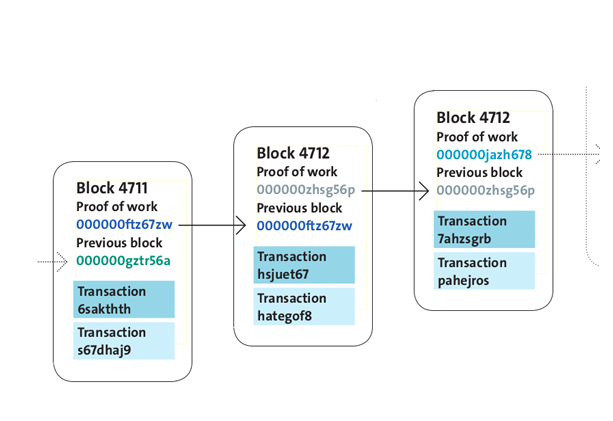 Block 4711
Proof of work
000000ftz67zw
Previous block
000000gztr56a
Transaction
6sakthth
Transaction
s67dhaj9
Block 4712
Proof of work
000000zhsg56p
Previous block
000000ftz67zw
Transaction
hsjuet67
Transaction
hategof8
Block 4712
Proof of work
000000jazh678
Previous block
000000zhsg56p
Transaction
7ahzsgrb
Transaction
pahejros